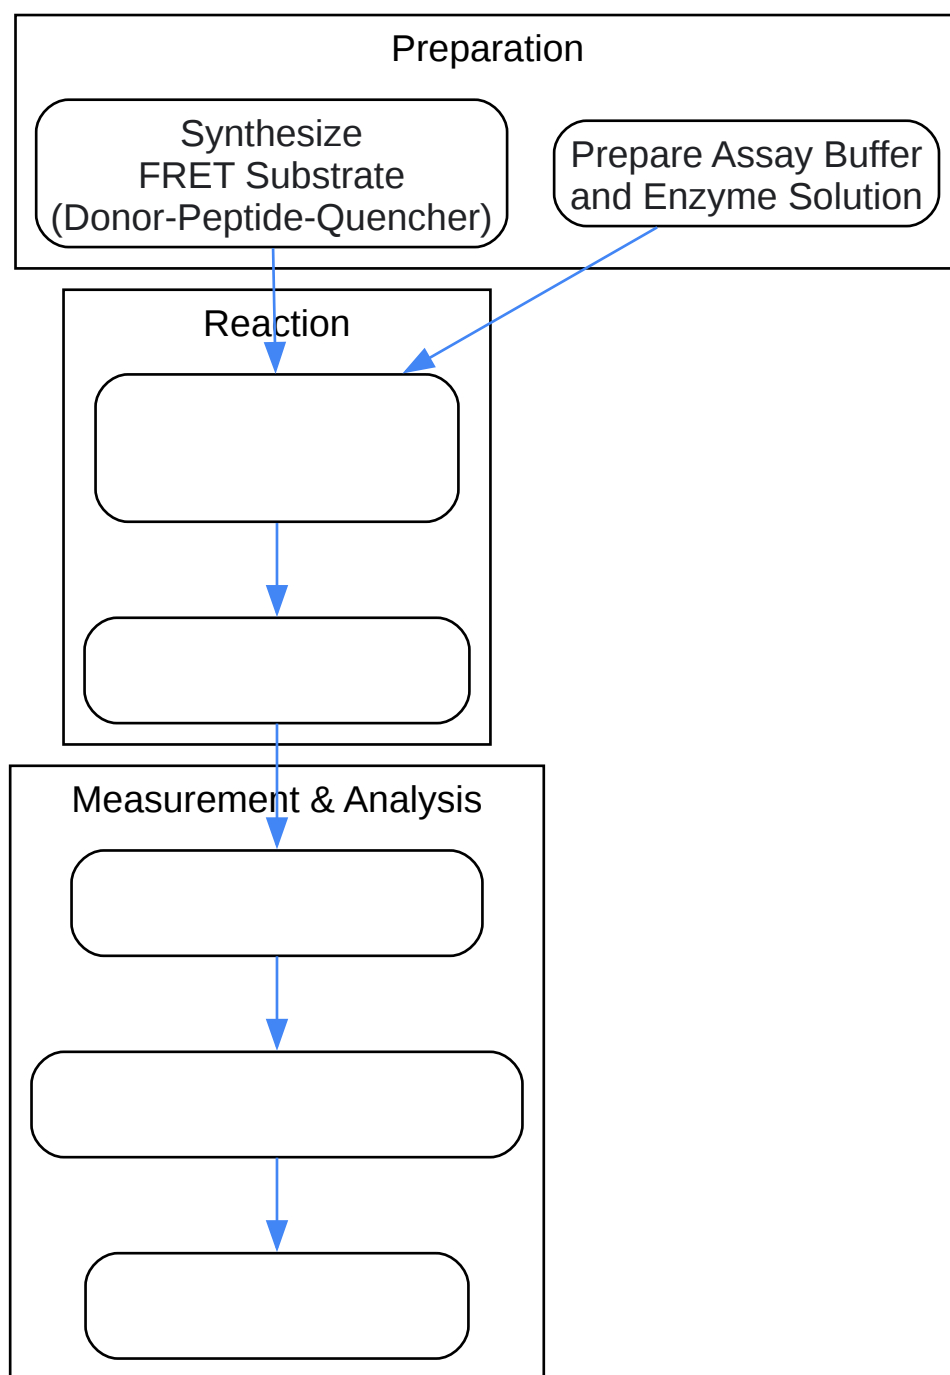 Preparation
Synthesize
FRET Substrate
(Donor-Peptide-Quencher)
Prepare Assay Buffer
and Enzyme Solution
Reaction
Measurement & Analysis